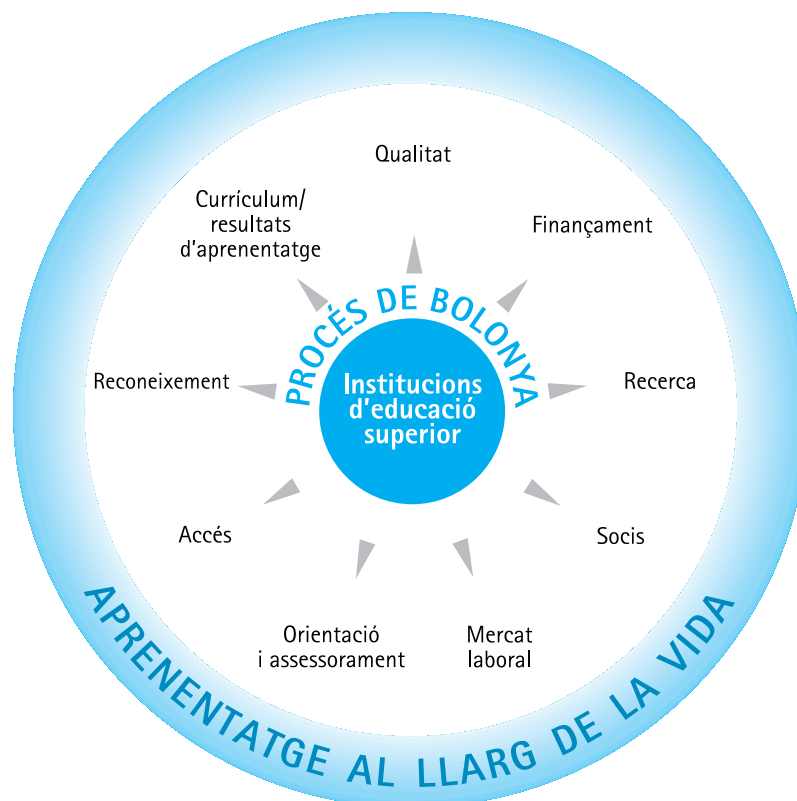 Qualitat
Currículum/
resultats
d'aprenentatge
Finançament
PROCÉS DE BOLONYA
Reconeixement
Institucions
d'educació
superior
Recerca
Accés
Socis
Orientació
i assessorament
Mercat
laboral
APRENENTATGE AL LLARG DE LA VIDA